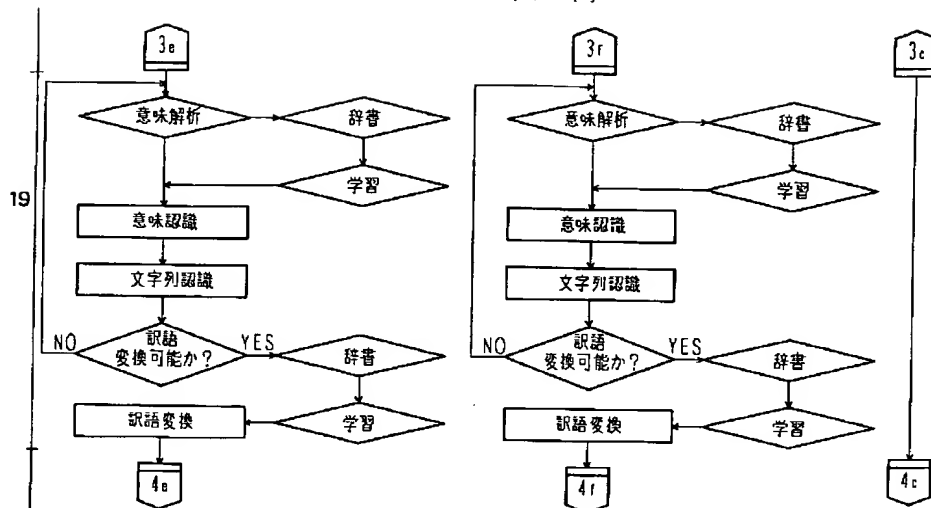 3e
3f
3c
意味解析
辞書
意味解析
辞書
学習
学習
19
意味認識
意味認識
文字列認識
文字列認識
NO
訳語
変換可能か?
YES
辞書
NO
訳語
変換可能か?
YES
辞書
訳語変換
学習
訳語変換
学習
4e
4f
4c